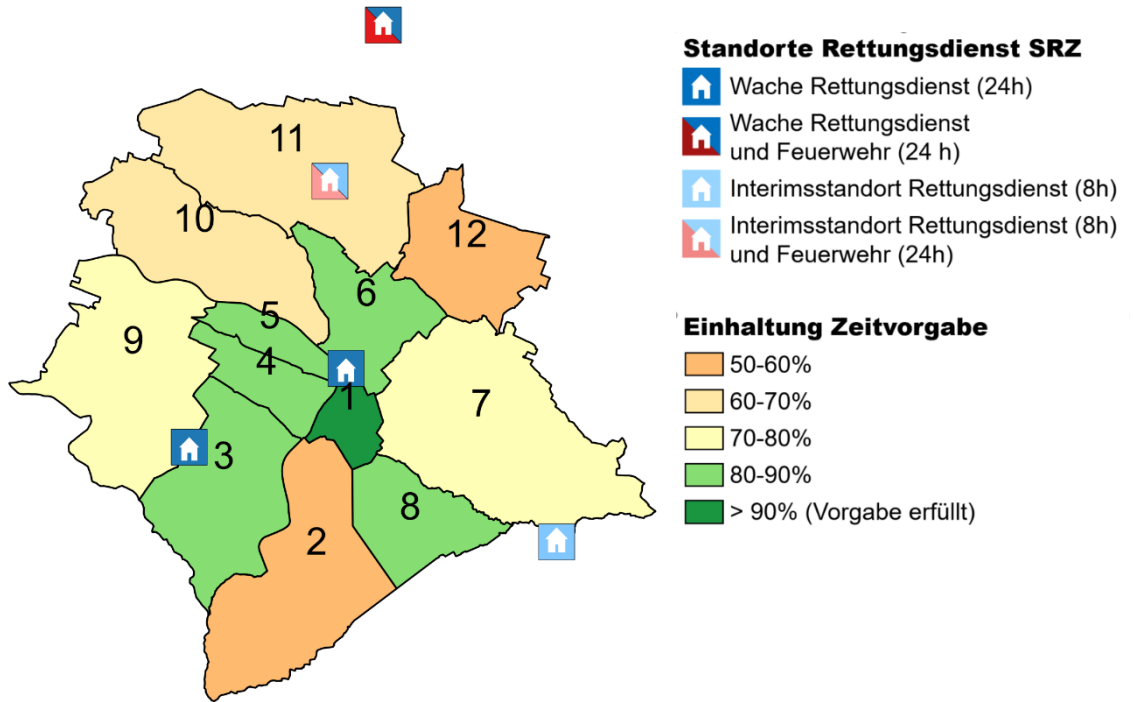 11
10
12
6
5
9
4
1
7
3
8
2
Standorte Rettungsdienst SRZ
Wache Rettungsdienst (24h)
Wache Rettungsdienst
und Feuerwehr (24 h)
Interimsstandort Rettungsdienst (8h)
Interimsstandort Rettungsdienst (8h)
und Feuerwehr (24h)
Einhaltung Zeitvorgabe
50-60%
60-70%
70-80%
80-90%
> 90% (Vorgabe erfüllt)